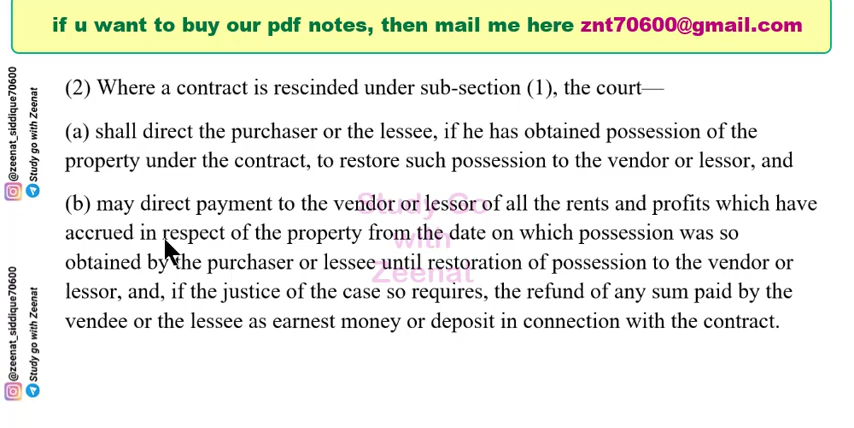 if u want to buy our pdf notes, then mail me here znt70600@gmail.com
(2) Where a contract is rescinded under sub-section (1), the court—
(a) shall direct the purchaser or the lessee, if he has obtained possession of the
property under the contract, to restore such possession to the vendor or lessor, and
(b) may direct payment to the vendor or lessor of all the rents and profits which have
accrued in respect of the property from the date on which possession was so
obtained by the purchaser or lessee until restoration of possession to the vendor or
lessor, and, if the justice of the case so requires, the refund of any sum paid by the
vendee or the lessee as earnest money or deposit in connection with the contract.
Study Go
with
Zeenat
@zeenat_siddique70600
Study go with Zeenat
@zeenat_siddique70600
Study go with Zeenat